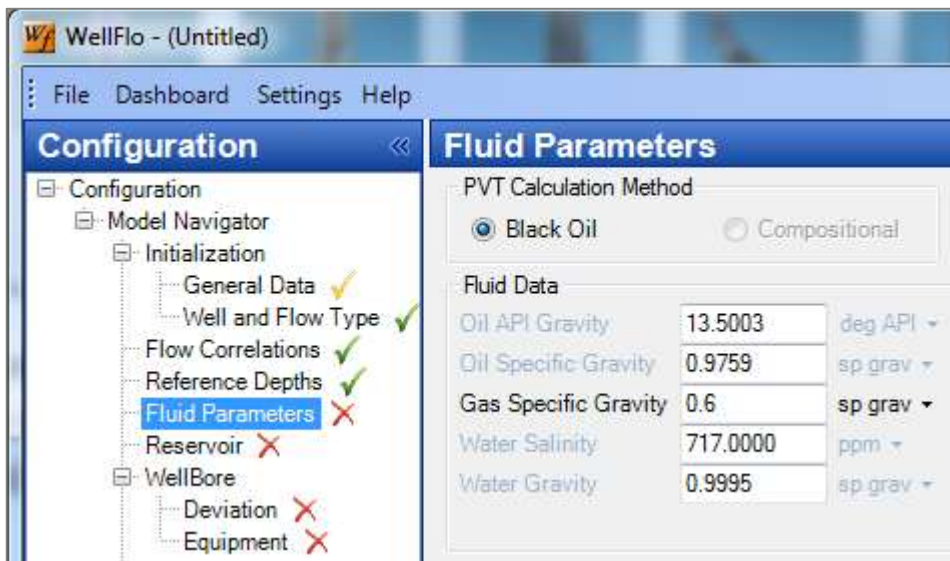 Wf WellFlo - (Untitled)
File Dashboard Settings Help
Configuration «
Configuration
Model Navigator
Initialization
General Data
Well and Flow Type
Flow Correlations
Reference Depths
Fluid Parameters
Reservoir
WellBore
Deviation
Equipment
Fluid Parameters
PVT Calculation Method
Black Oil Compositional
Fluid Data
Oil API Gravity 13.5003 deg API
Oil Specific Gravity 0.9759 sp grav
Gas Specific Gravity 0.6 sp grav
Water Salinity 717.0000 ppm
Water Gravity 0.9995 sp grav